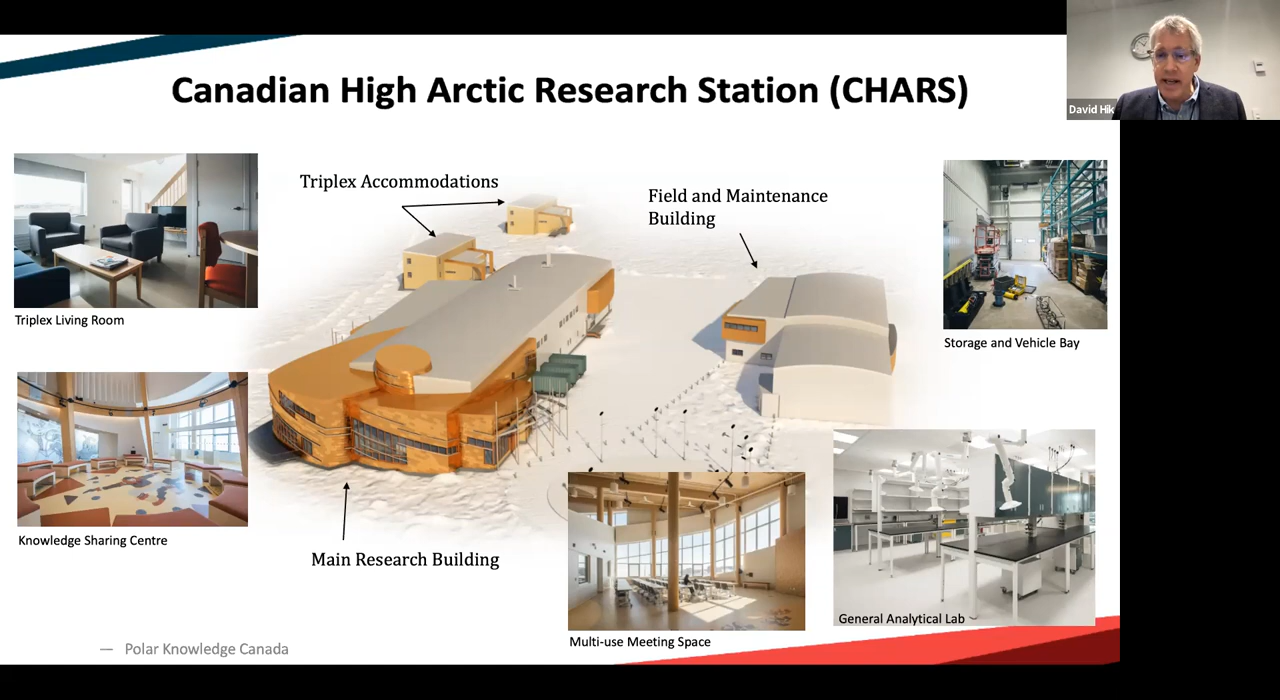 Canadian High Arctic Research Station (CHARS)
David Hik
Triplex Accommodations
Field and Maintenance
Building
Triplex Living Room
Storage and Vehicle Bay
Knowledge Sharing Centre
Main Research Building
General Analytical Lab
Multi-use Meeting Space
— Polar Knowledge Canada